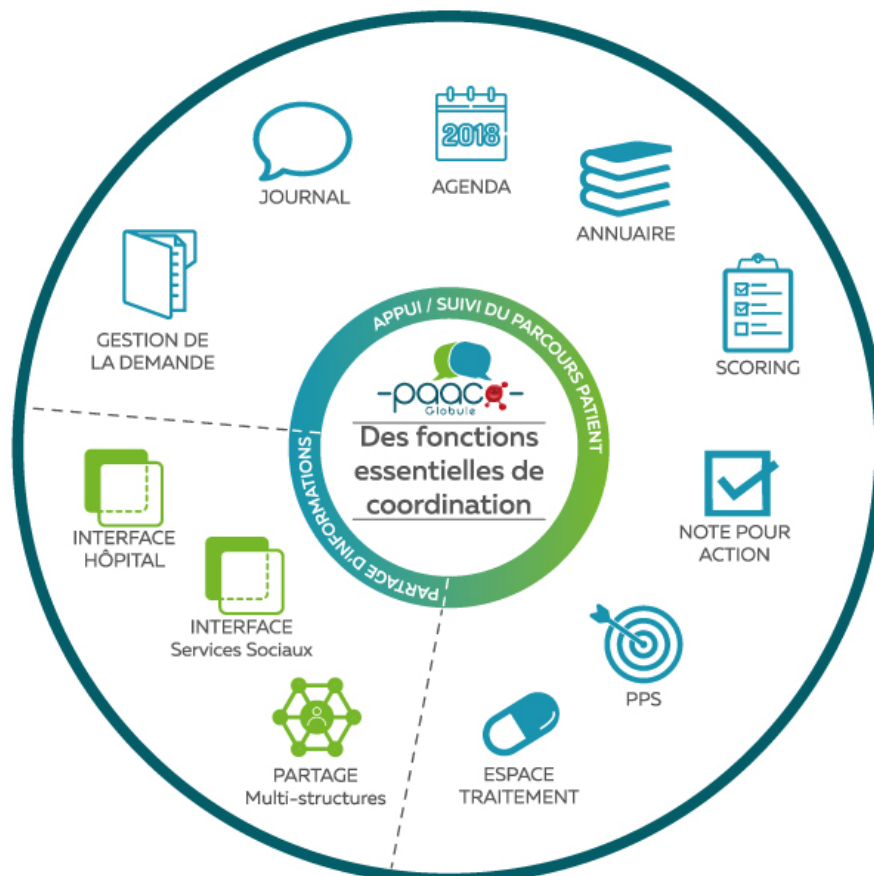 JOURNAL
2018
AGENDA
ANNUAIRE
GESTION DE
LA DEMANDE
SCORING
APPUI / SUIVI DU PARCOURS PATIENT
-paaco-
Globule
Des fonctions
essentielles de
coordination
PARTAGE D'INFORMATIONS
NOTE POUR
ACTION
INTERFACE
HÔPITAL
INTERFACE
Services Sociaux
PPS
PARTAGE
Multi-structures
ESPACE
TRAITEMENT